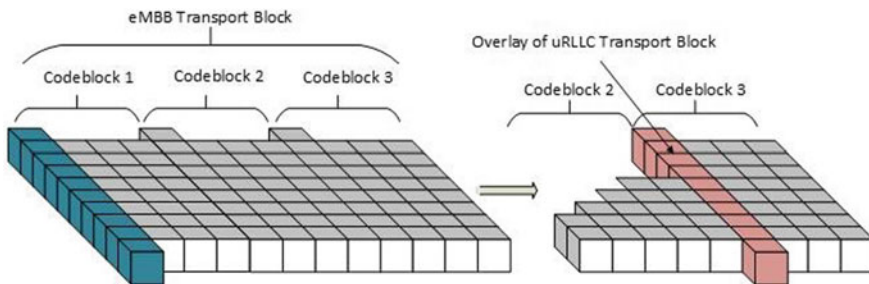 eMBB Transport Block
Codeblock 1
Codeblock 2
Codeblock 3
Overlay of uRLLC Transport Block
Codeblock 2
Codeblock 3